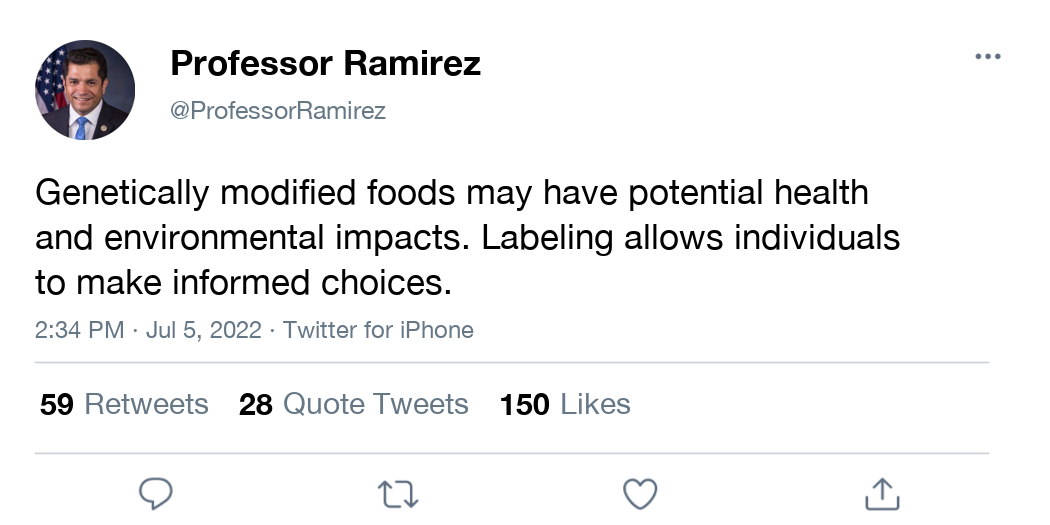 Professor Ramirez
@ProfessorRamirez
Genetically modified foods may have potential health
and environmental impacts. Labeling allows individuals
to make informed choices.
2:34 PM · Jul 5, 2022 · Twitter for iPhone
59 Retweets 28 Quote Tweets 150 Likes